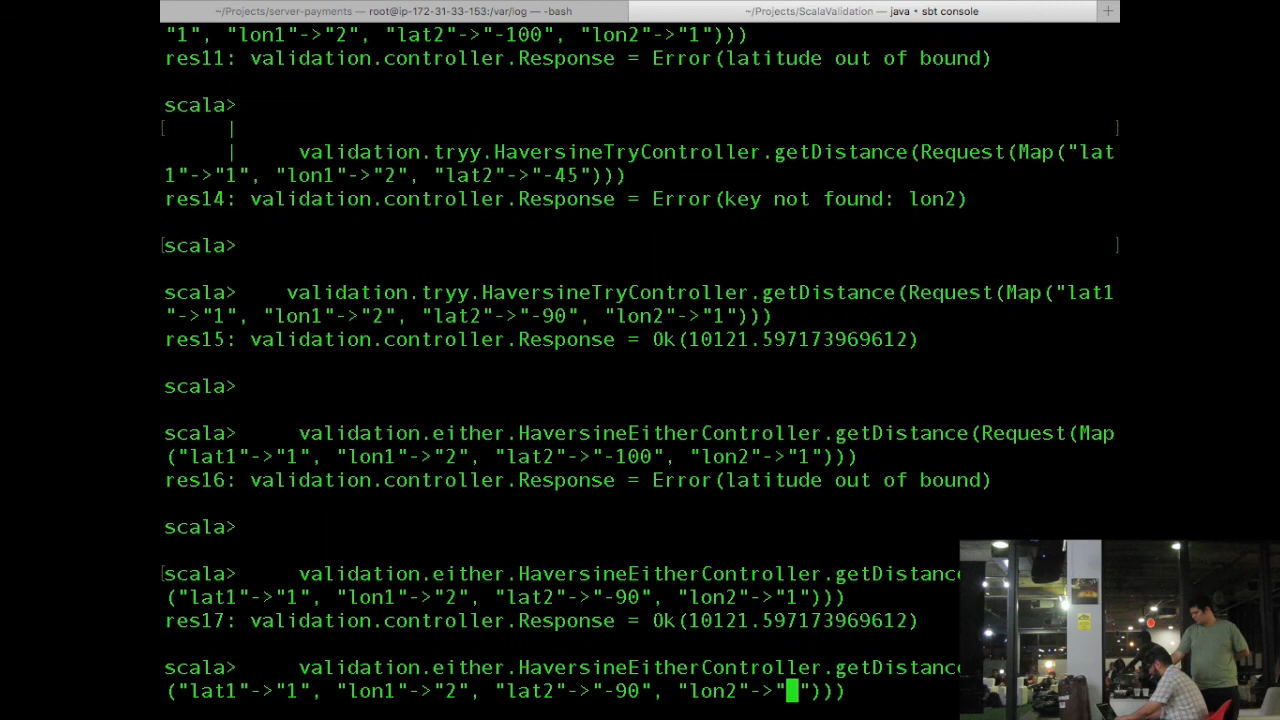 ~/Projects/server-payments — root@ip-172-31-33-153:/var/log — -bash
~/Projects/ScalaValidation — java • sbt console
+
"1", "lon1"->"2", "lat2"->"-100", "lon2"->"1")))
res11: validation.controller.Response = Error(latitude out of bound)
scala>
[     |                                                                         ]
     |     validation.tryy.HaversineTryController.getDistance(Request(Map("lat
1"->"1", "lon1"->"2", "lat2"->"-45")))
res14: validation.controller.Response = Error(key not found: lon2)
[scala>                                                                         ]
scala>    validation.tryy.HaversineTryController.getDistance(Request(Map("lat1
"->"1", "lon1"->"2", "lat2"->"-90", "lon2"->"1")))
res15: validation.controller.Response = Ok(10121.597173969612)
scala>
scala>     validation.either.HaversineEitherController.getDistance(Request(Map
("lat1"->"1", "lon1"->"2", "lat2"->"-100", "lon2"->"1")))
res16: validation.controller.Response = Error(latitude out of bound)
scala>
[scala>     validation.either.HaversineEitherController.getDistanc
("lat1"->"1", "lon1"->"2", "lat2"->"-90", "lon2"->"1")))
res17: validation.controller.Response = Ok(10121.597173969612)
scala>     validation.either.HaversineEitherController.getDistanc
("lat1"->"1", "lon1"->"2", "lat2"->"-90", "lon2"->"")))